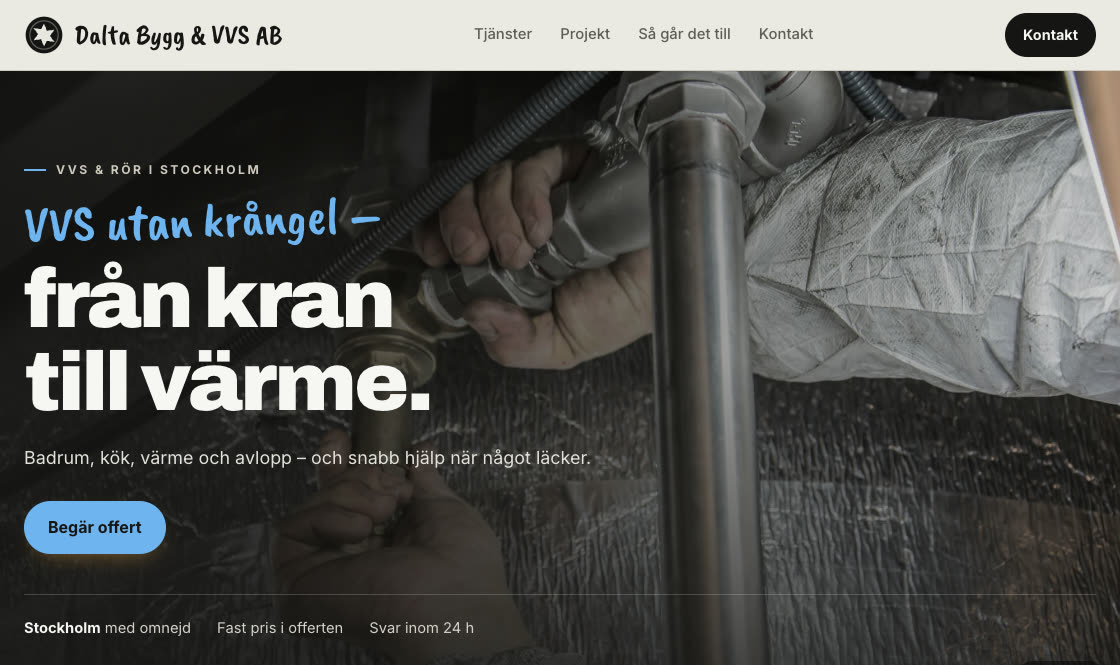 Dalta Bygg & VVS AB
Tjänster Projekt Så går det till Kontakt
Kontakt
VVS & RÖR I STOCKHOLM
VVS utan krångel –
från kran
till värme.
Badrum, kök, värme och avlopp – och snabb hjälp när något läcker.
Begär offert
Stockholm med omnejd Fast pris i offerten Svar inom 24 h